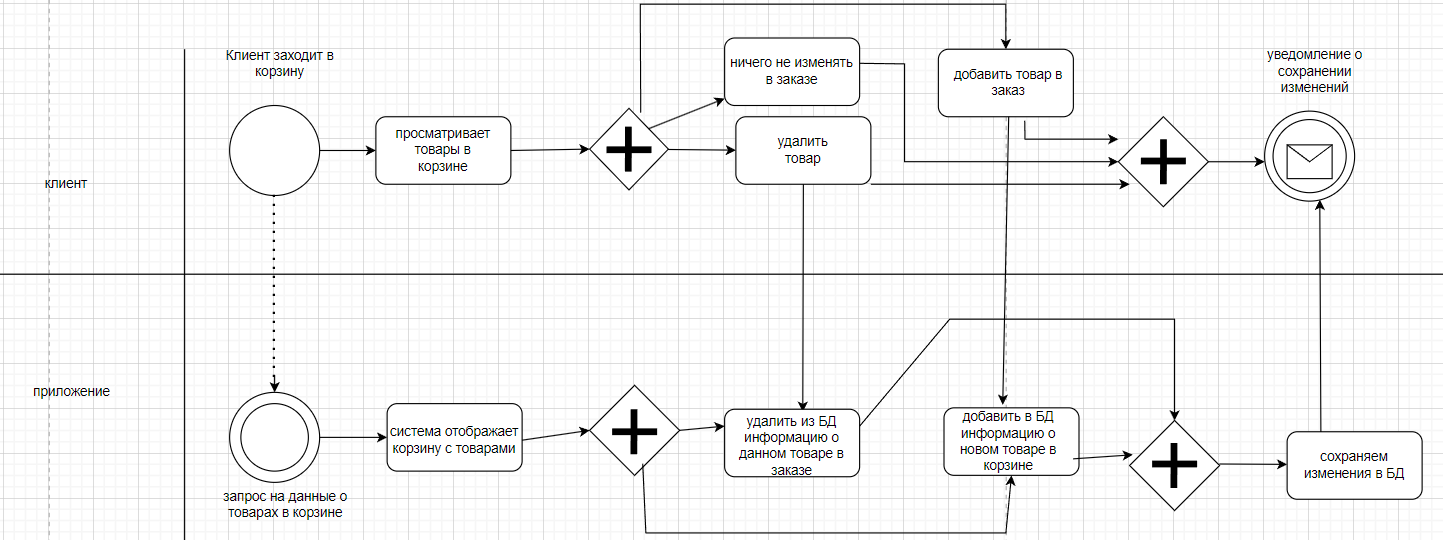 Клиент заходит в
корзину
просматривает
товары в
корзине
ничего не изменять
в заказе
удалить
товар
добавить товар в
заказ
уведомление о
сохранении
изменений
клиент
приложение
запрос на данные о
товарах в корзине
система отображает
корзину с товарами
удалить из БД
информацию о
данном товаре в
заказе
добавить в БД
информацию о
новом товаре в
корзине
сохраняем
изменения в БД